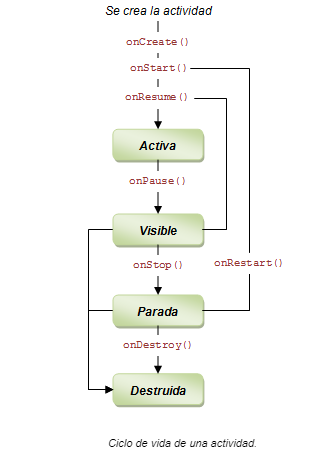 Se crea la actividad
onCreate()
onStart()
onResume()
Activa
onPause()
Visible
onStop()
onRestart()
Parada
onDestroy()
Destruida
Ciclo de vida de una actividad.